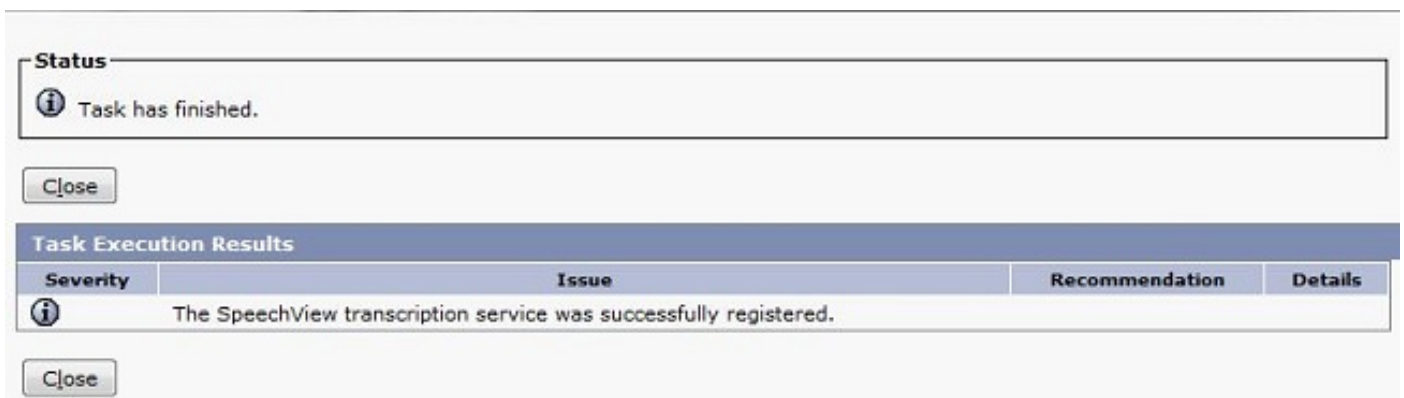 Status
Task has finished.
Close
Task Execution Results
Severity Issue Recommendation Details
The SpeechView transcription service was successfully registered.
Close